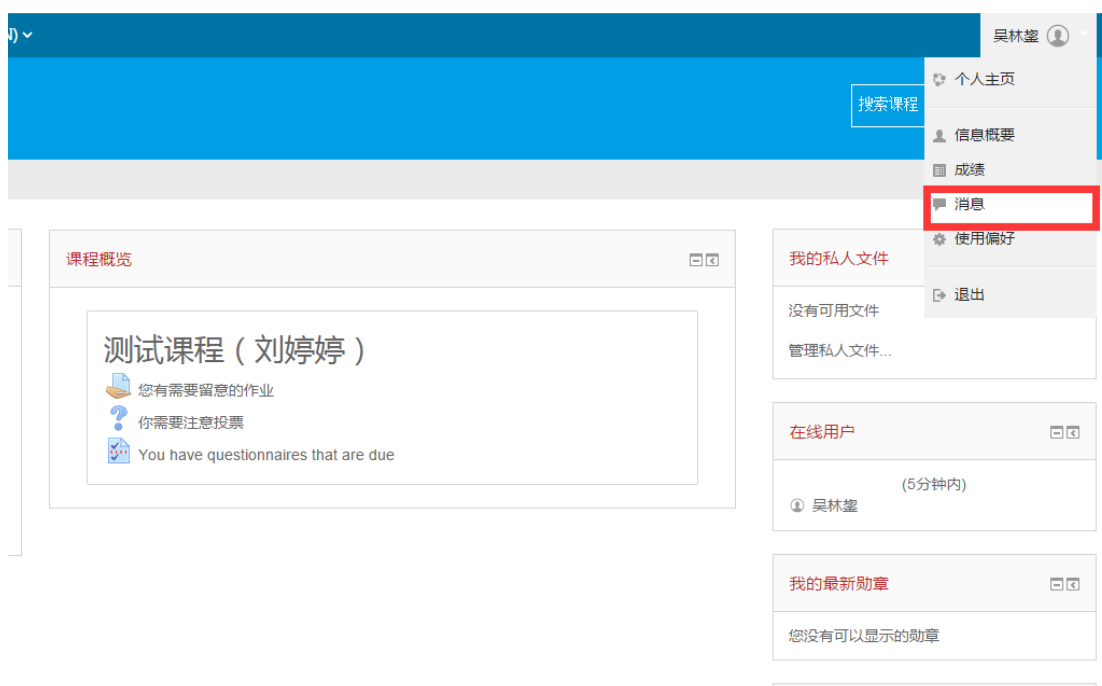 N)
吴林鋆
个人主页
搜索课程
信息概要
成绩
消息
使用偏好
退出
课程概览
测试课程（刘婷婷）
您有需要留意的作业
你需要注意投票
You have questionnaires that are due
我的私人文件
没有可用文件
管理私人文件...
在线用户
(5分钟内)
吴林鋆
我的最新勋章
您没有可以显示的勋章